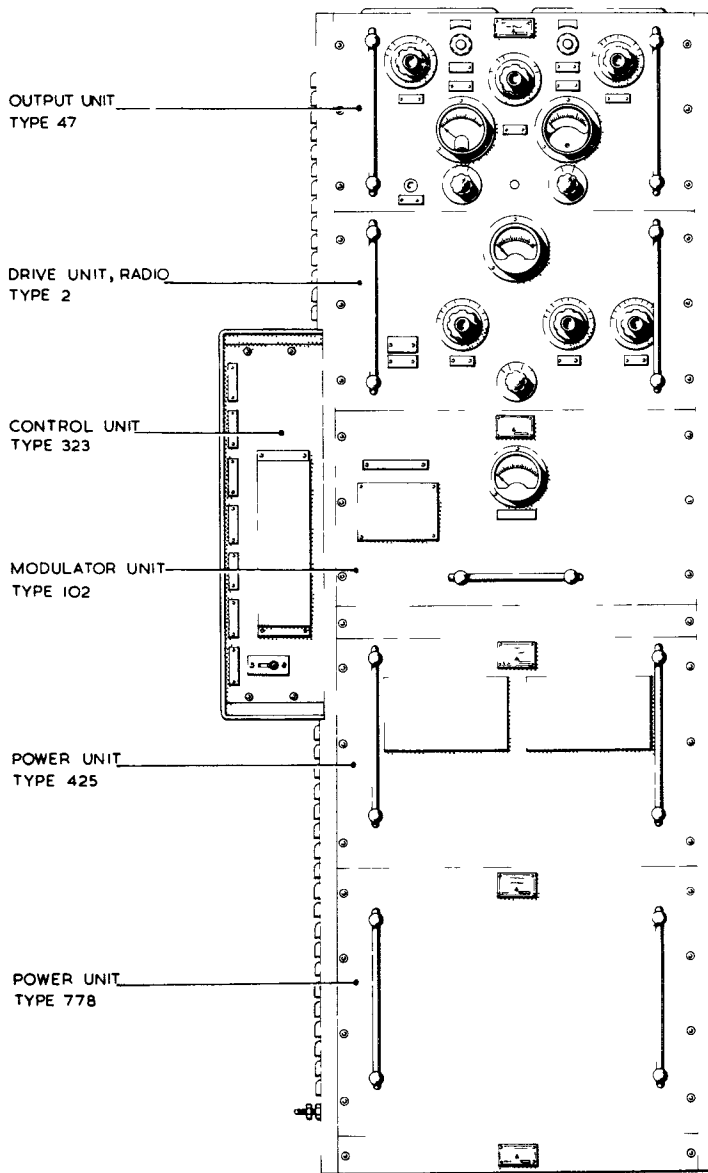 OUTPUT UNIT
TYPE 47
DRIVE UNIT, RADIO
TYPE 2
CONTROL UNIT
TYPE 323
MODULATOR UNIT
TYPE 102
POWER UNIT
TYPE 425
POWER UNIT
TYPE 778